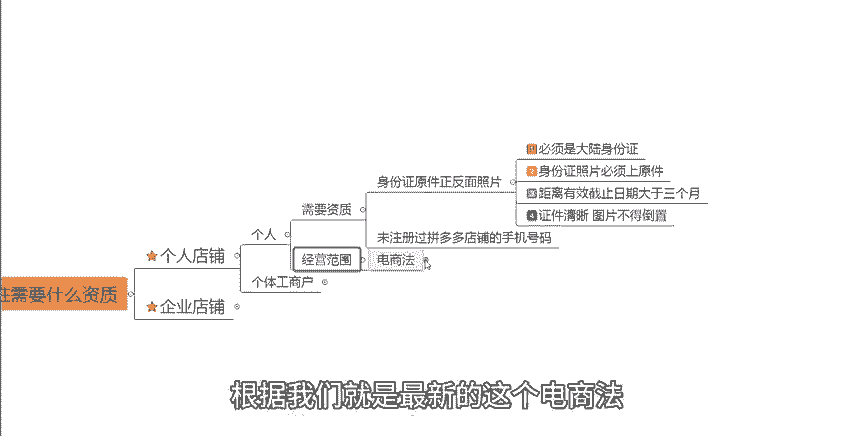 必须是大陆身份证
身份证照片必须上原件
身份证原件正反面照片
距离有效截止日期大于三个月
需要资质
证件清晰 图片不得倒置
个人
未注册过拼多多店铺的手机号码
个人店铺
经营范围
电商法
个体工商户
需要什么资质
企业店铺
根据我们就是最新的这个电商法